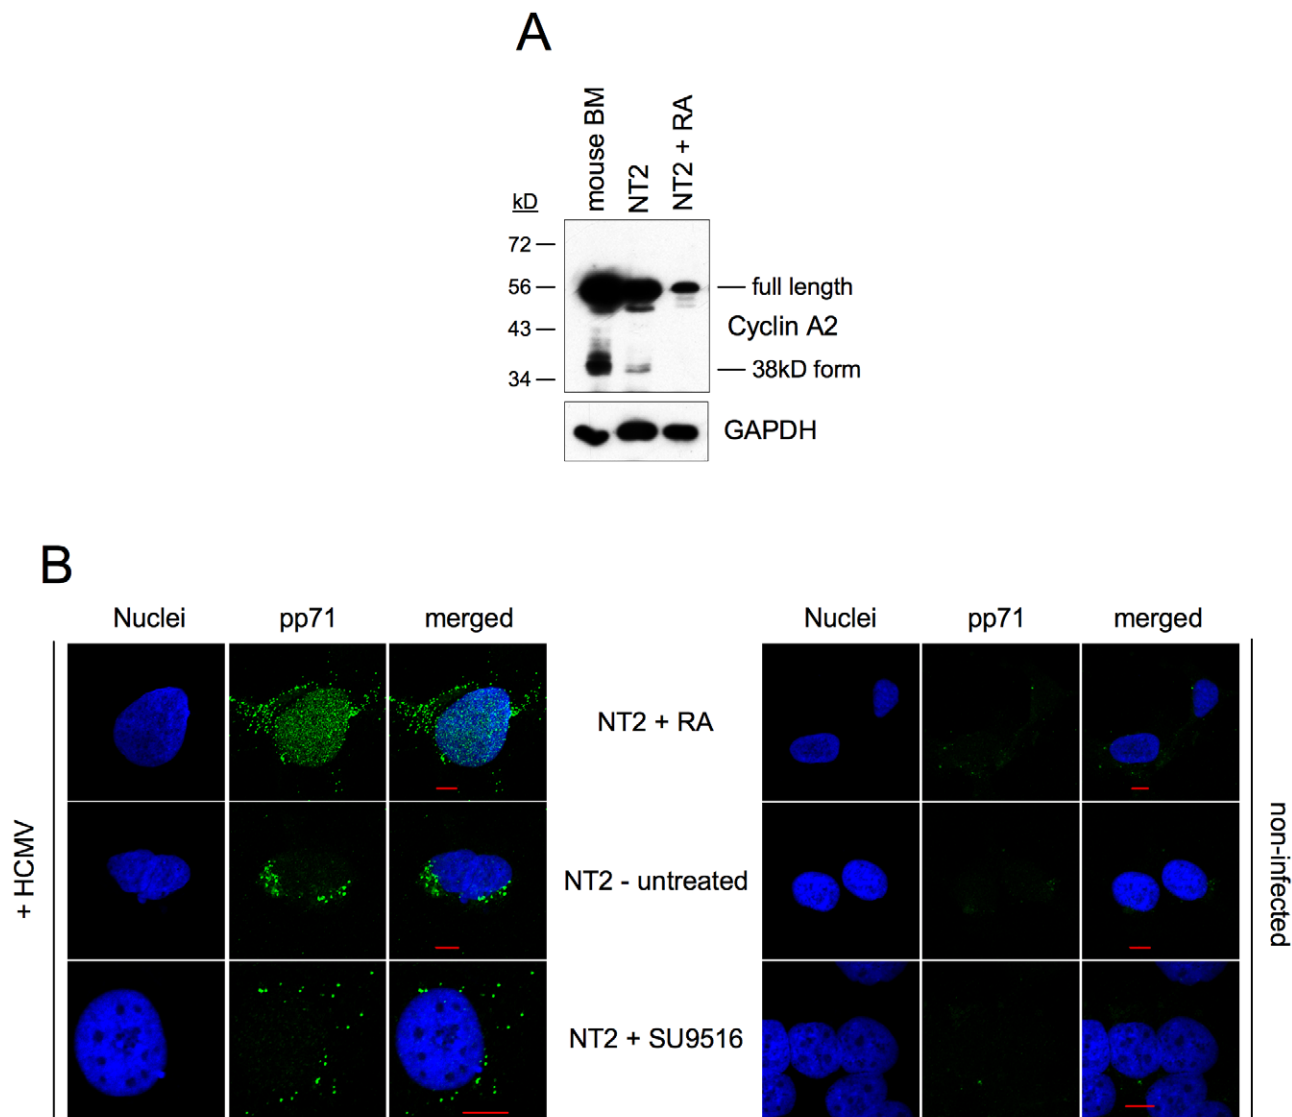 A
mouse BM
NT2
NT2 + RA
kD
72
56
43
34
full length
Cyclin A2
38kD form
GAPDH
B
Nuclei pp71 merged
Nuclei pp71 merged
+ HCMV
NT2 + RA
NT2 - untreated
NT2 + SU9516
non-infected